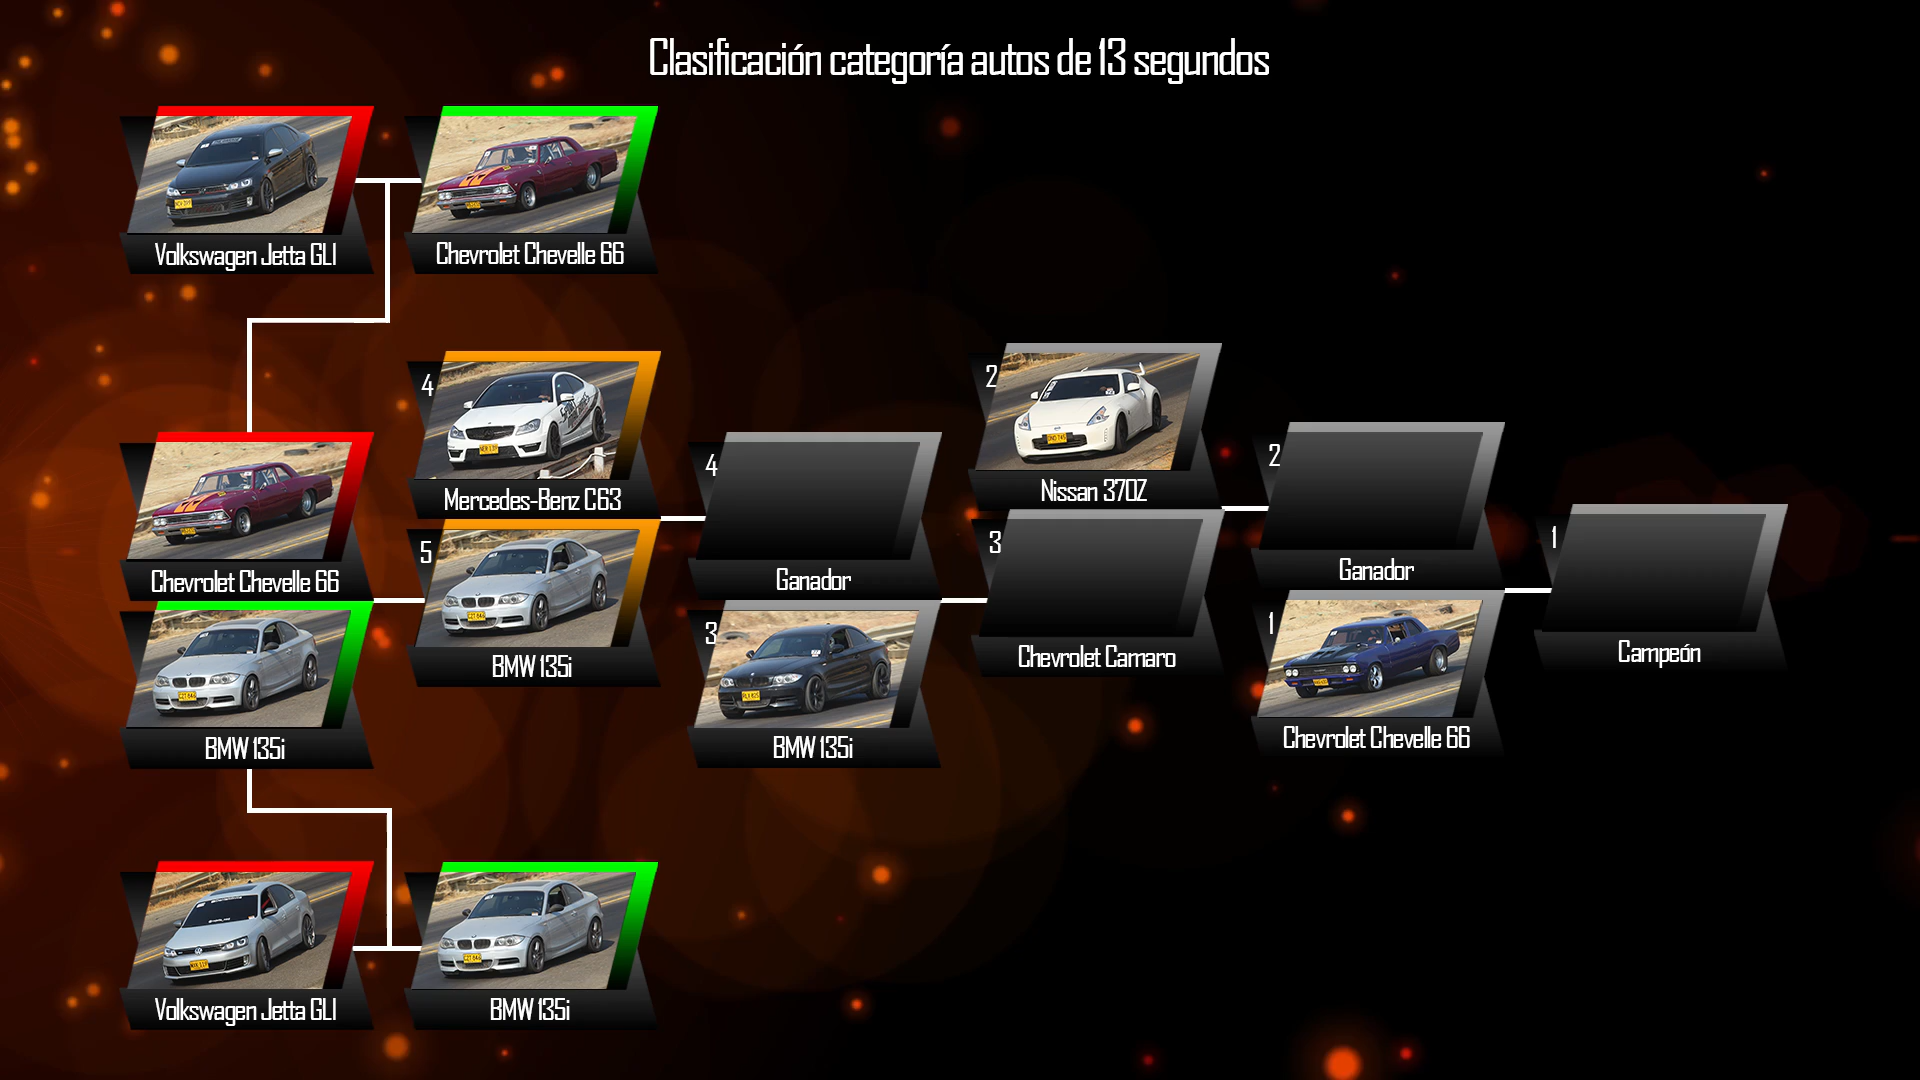 Clasificación categoría autos de 13 segundos
Volkswagen Jetta GLI
Chevrolet Chevelle 66
4
Mercedes-Benz C63
2
Nissan 370Z
Chevrolet Chevelle 66
5
BMW 135i
4
Ganador
3
Chevrolet Camaro
2
Ganador
1
Campeón
BMW 135i
3
BMW 135i
1
Chevrolet Chevelle 66
Volkswagen Jetta GLI
BMW 135i